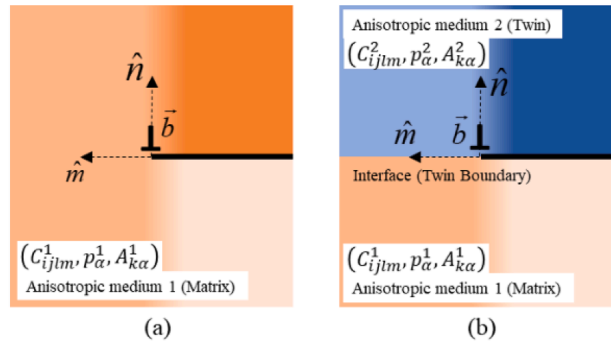 Anisotropic medium 2 (Twin)
(C²ᵢⱼₗₘ, p²_α, A²_kα)
n̂
b⃗
m̂
(C¹ᵢⱼₗₘ, p¹_α, A¹_kα)
Anisotropic medium 1 (Matrix)
(a)
n̂
b⃗
m̂
Interface (Twin Boundary)
(C¹ᵢⱼₗₘ, p¹_α, A¹_kα)
Anisotropic medium 1 (Matrix)
(b)